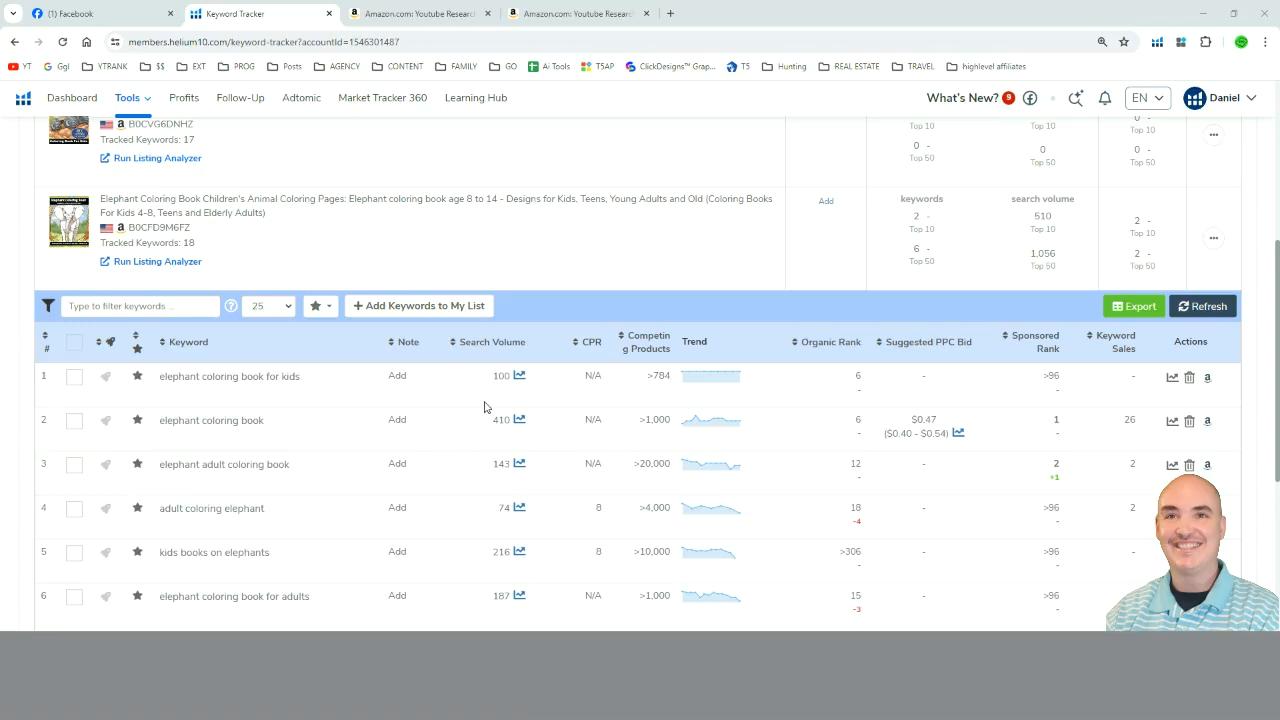 (1) Facebook
Keyword Tracker
Amazon.com: Youtube Researc
Amazon.com: Youtube Researc
members.helium10.com/keyword-tracker?accountId=1546301487
YT
Ggl
YTRANK
$$
EXT
PROG
Posts
AGENCY
CONTENT
FAMILY
GO
Ai Tools
T5AP
ClickDesigns™ Grap...
T5
Hunting
REAL ESTATE
TRAVEL
highlevel affiliates
Dashboard
Tools
Profits
Follow-Up
Adtomic
Market Tracker 360
Learning Hub
What's New? 9
EN
Daniel
B0CVG6DNHZ
Tracked Keywords: 17
Run Listing Analyzer
0 -
Top 10
Top 10
0 -
Top 10
0 -
Top 50
0
Top 50
0 -
Top 50
Elephant Coloring Book Children's Animal Coloring Pages: Elephant coloring book age 8 to 14 - Designs for Kids, Teens, Young Adults and Old (Coloring Books
For Kids 4-8, Teens and Elderly Adults)
B0CFD9M6FZ
Tracked Keywords: 18
Run Listing Analyzer
Add
keywords
2 -
Top 10
6 -
Top 50
search volume
510
Top 10
1,056
Top 50
2 -
Top 10
2 -
Top 50
Type to filter keywords ...
25
Add Keywords to My List
Export
Refresh
# Keyword Note Search Volume CPR Competin
g Products Trend Organic Rank Suggested PPC Bid Sponsored
Rank Keyword
Sales Actions
1 elephant coloring book for kids Add 100 N/A >784 6 - >96 -
- -
2 elephant coloring book Add 410 N/A >1,000 6 $0.47 1 26
- ($0.40 - $0.54) -
3 elephant adult coloring book Add 143 N/A >20,000 12 - 2 2
- +1
4 adult coloring elephant Add 74 8 >4,000 18 - >96 2
-4 -
5 kids books on elephants Add 216 8 >10,000 >306 - >96 -
- -
6 elephant coloring book for adults Add 187 N/A >1,000 15 - >96
-3 -